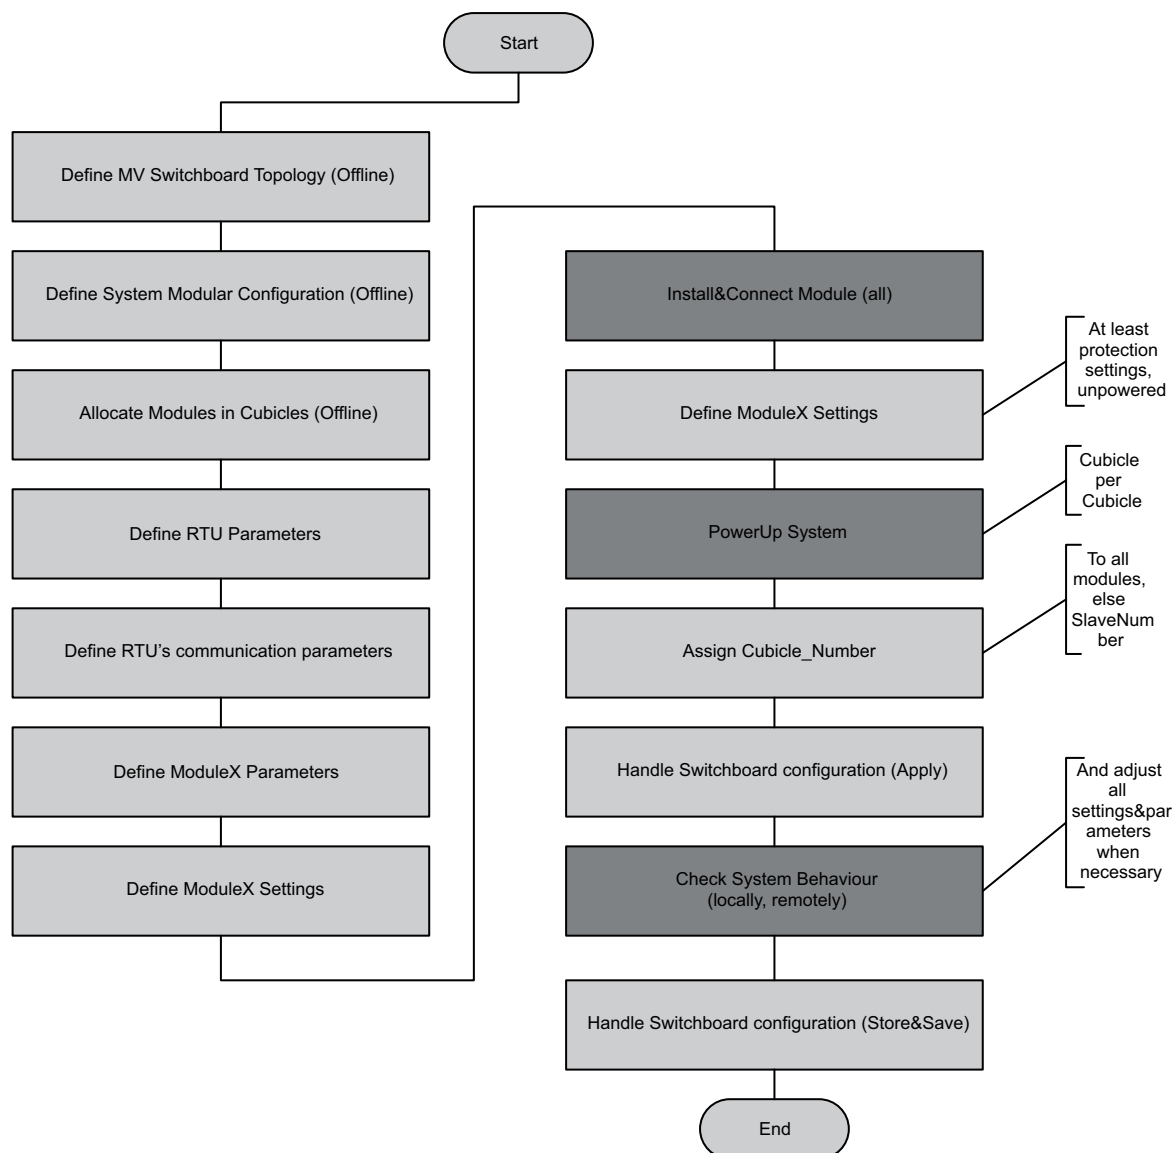 Start
Define MV Switchboard Topology (Offline)
Define System Modular Configuration (Offline)
Allocate Modules in Cubicles (Offline)
Define RTU Parameters
Define RTU’s communication parameters
Define ModuleX Parameters
Define ModuleX Settings
Install&Connect Module (all)
Define ModuleX Settings
At least
protection
settings,
unpowered
PowerUp System
Cubicle
per
Cubicle
Assign Cubicle_Number
To all
modules,
else
SlaveNum
ber
Handle Switchboard configuration (Apply)
Check System Behaviour
(locally, remotely)
And adjust
all
settings&par
ameters
when
necessary
Handle Switchboard configuration (Store&Save)
End